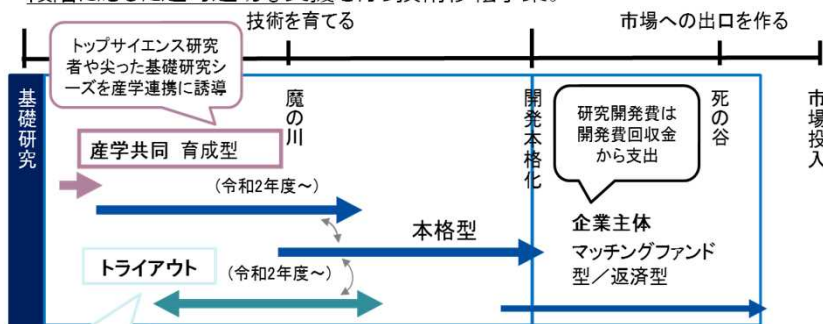 技術を育てる
市場への出口を作る
トップサイエンス研究
者や尖った基礎研究シ
ーズを産学連携に誘導
基礎研究
魔の川
開発本格化
死の谷
市場投入
研究開発費は
開発費回収金
から支出
産学共同 育成型
(令和2年度～)
本格型
企業主体
マッチングファンド
型／返済型
トライアウト
(令和2年度～)